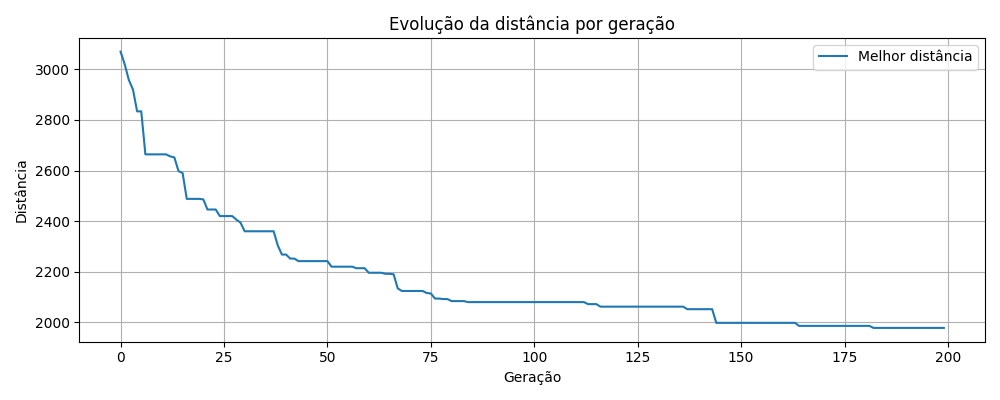 Evolução da distância por geração
Melhor distância
Distância
3000
2800
2600
2400
2200
2000
0 25 50 75 100 125 150 175 200
Geração